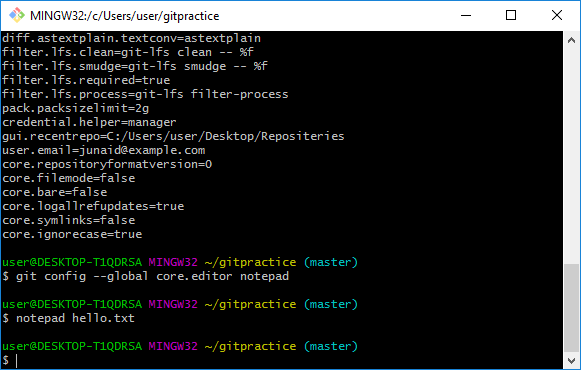 MINGW32:/c/Users/user/gitpractice
diff.astextplain.textconv=astextplain
filter.lfs.clean=git-lfs clean -- %f
filter.lfs.smudge=git-lfs smudge -- %f
filter.lfs.required=true
filter.lfs.process=git-lfs filter-process
pack.packsizelimit=2g
credential.helper=manager
gui.recentrepo=C:/Users/user/Desktop/Repositeries
user.email=junaid@example.com
core.repositoryformatversion=0
core.filemode=false
core.bare=false
core.logallrefupdates=true
core.symlinks=false
core.ignorecase=true
user@DESKTOP-T1QDRSA MINGW32 ~/gitpractice (master)
$ git config --global core.editor notepad
user@DESKTOP-T1QDRSA MINGW32 ~/gitpractice (master)
$ notepad hello.txt
user@DESKTOP-T1QDRSA MINGW32 ~/gitpractice (master)
$